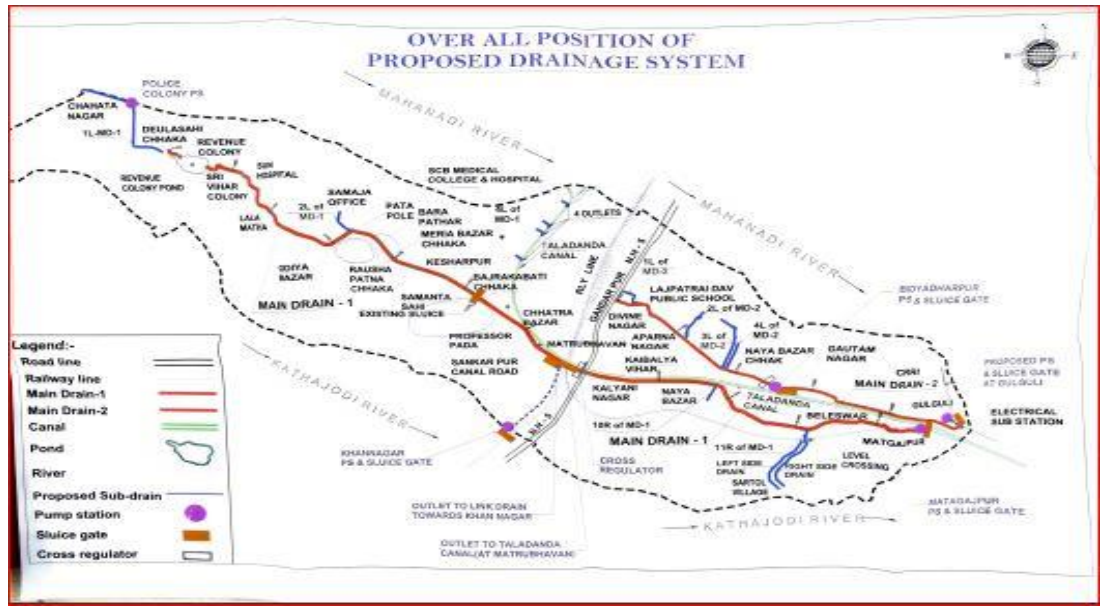 OVER ALL POSITION OF
PROPOSED DRAINAGE SYSTEM
POLICE
COLONY PS
CHAHATA
NAGAR
1L-MD-1
DEULASAHI
CHHAKA
REVENUE
COLONY
REVENUE
COLONY POND
SRI
VIHAR
COLONY
SUN
HOSPITAL
MAHANADI RIVER
SCB MEDICAL
COLLEGE & HOSPITAL
LALA
MATHA
2L of
MD-1
SAMAJA
OFFICE
PATA
POLE
BARA
PATHAR
MERIA BAZAR
CHHAKA
of
MD-1
4 OUTLETS
TALADANDA
CANAL
RLY LINE
GANDARPUR N.H-5
MAHANADI RIVER
ODIYA
BAZAR
RAUSHA
PATNA
CHHAKA
KESHARPUR
BAJRAKABATI
CHHAKA
MAIN DRAIN - 1
SAMANTA
SAHI
EXISTING SLUICE
CHHATRA
BAZAR
PROFESSOR
PADA
MATRUBHAVAN
SANKAR PUR
CANAL ROAD
1L of
MD-2
LAJPATRAI DAV
PUBLIC SCHOOL
DIVINE
NAGAR
2L of MD-2
APARNA
NAGAR
3L of
MD-2
4L of
MD-2
KAIBALYA
VIHAR
NAYA BAZAR
CHHAK
GAUTAM
NAGAR
BIDYADHARPUR
PS & SLUICE GATE
PROPOSED PS
& SLUICE GATE
AT GULGULI
CRRI
MAIN DRAIN - 2
GULGULI
ELECTRICAL
SUB STATION
KALYANI
NAGAR
NAYA
BAZAR
TALADANDA
CANAL
BELESWAR
MATGAJPUR
10R of MD-1
MAIN DRAIN - 1
11R of MD-1
LEFT SIDE
DRAIN
RIGHT SIDE
DRAIN
SARTOL
VILLAGE
LEVEL
CROSSING
CROSS
REGULATOR
KATHAJODI RIVER
N.H - 5
KHANNAGAR
PS & SLUICE GATE
OUTLET TO LINK DRAIN
TOWARDS KHAN NAGAR
OUTLET TO TALADANDA
CANAL(AT MATRUBHAVAN)
MATAGAJPUR
PS & SLUICE GATE
KATHAJODI RIVER
Legend:-
Road line
Railway line
Main Drain-1
Main Drain-2
Canal
Pond
River
Proposed Sub-drain
Pump station
Sluice gate
Cross regulator